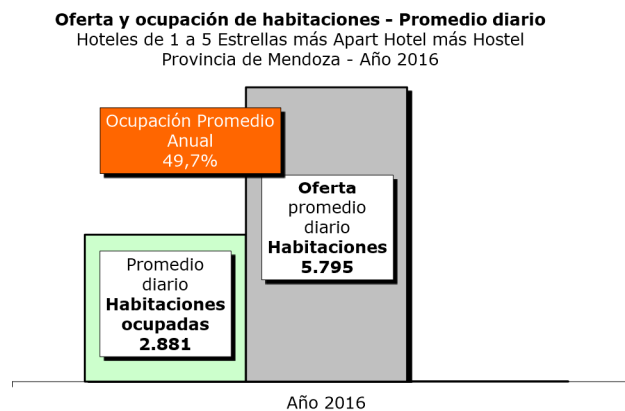 Oferta y ocupación de habitaciones - Promedio diario
Hoteles de 1 a 5 Estrellas más Apart Hotel más Hostel
Provincia de Mendoza - Año 2016
Ocupación Promedio
Anual
49,7%
Oferta
promedio
diario
Habitaciones
5.795
Promedio
diario
Habitaciones
ocupadas
2.881
Año 2016